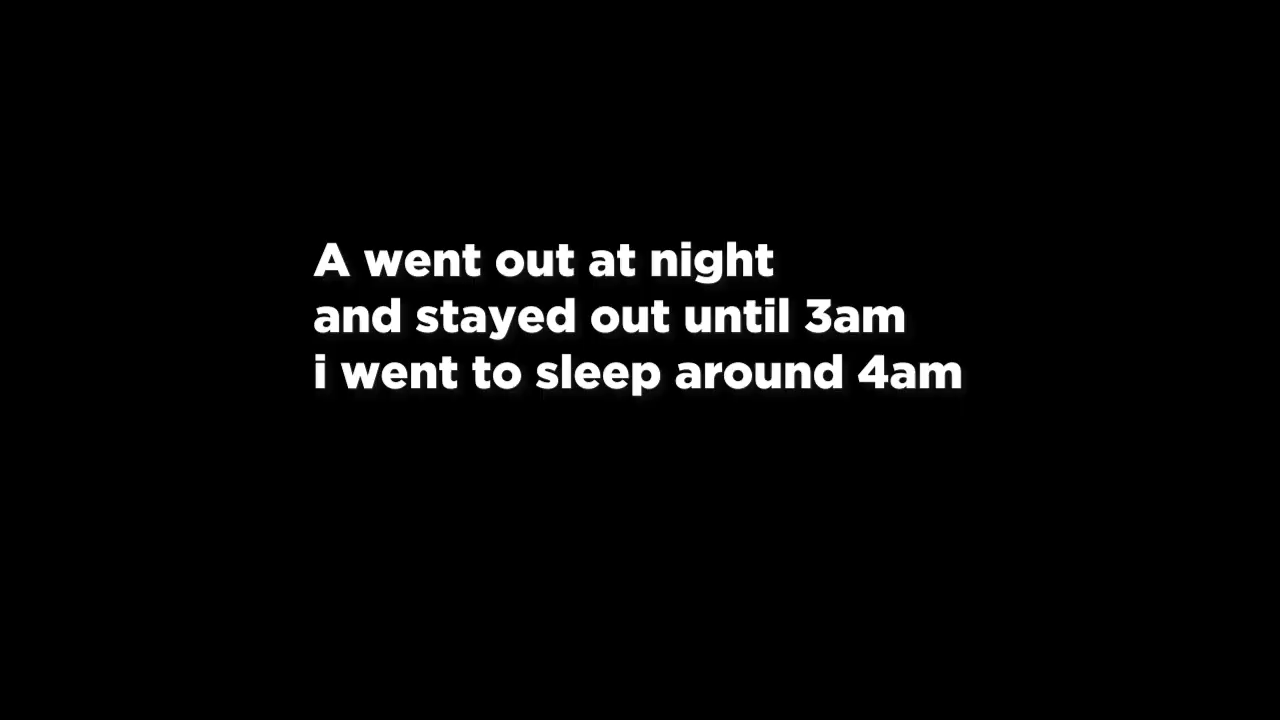 A went out at night
and stayed out until 3am
i went to sleep around 4am